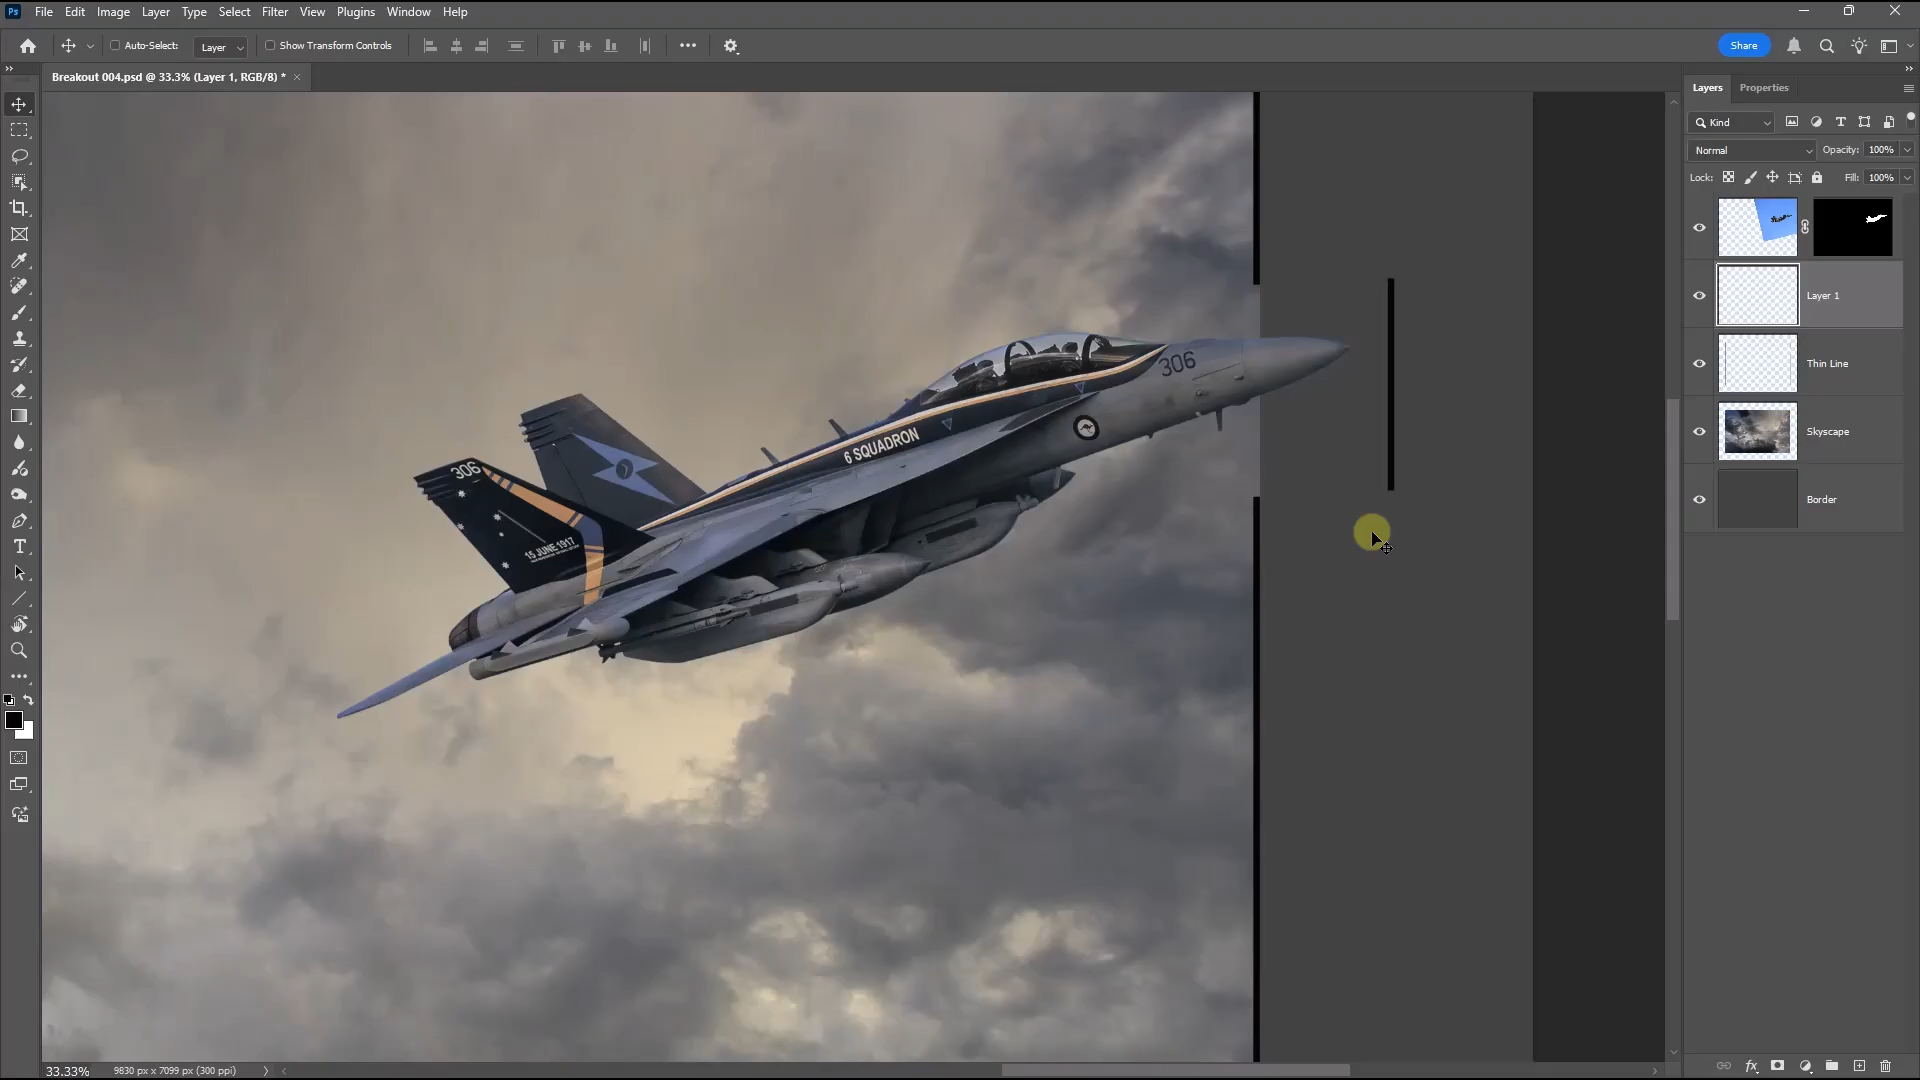 Ps File Edit Image Layer Type Select Filter View Plugins Window Help
Auto-Select: Layer Show Transform Controls Share
Breakout 004.psd @ 33.3% (Layer 1, RGB/8) *
Layers Properties
Kind
Normal Opacity: 100%
Lock: Fill: 100%
Layer 1
Thin Line
Skyscape
Border
306
6 SQUADRON
306
15 JUNE 1917
33.33% 9830 px x 7099 px (300 ppi)